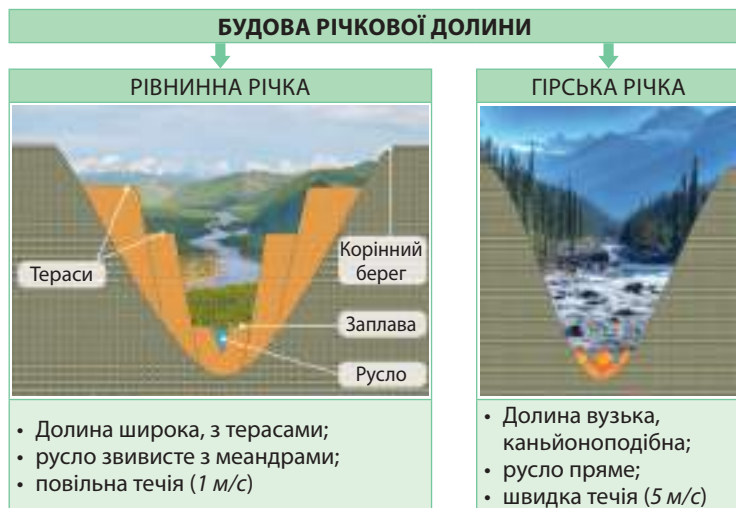 БУДОВА РІЧКОВОЇ ДОЛИНИ
РІВНИННА РІЧКА
Тераси
Корінний
берег
Заплава
Русло
• Долина широка, з терасами;
• русло звивисте з меандрами;
• повільна течія (1 м/с)
ГІРСЬКА РІЧКА
• Долина вузька,
каньйоноподібна;
• русло пряме;
• швидка течія (5 м/с)